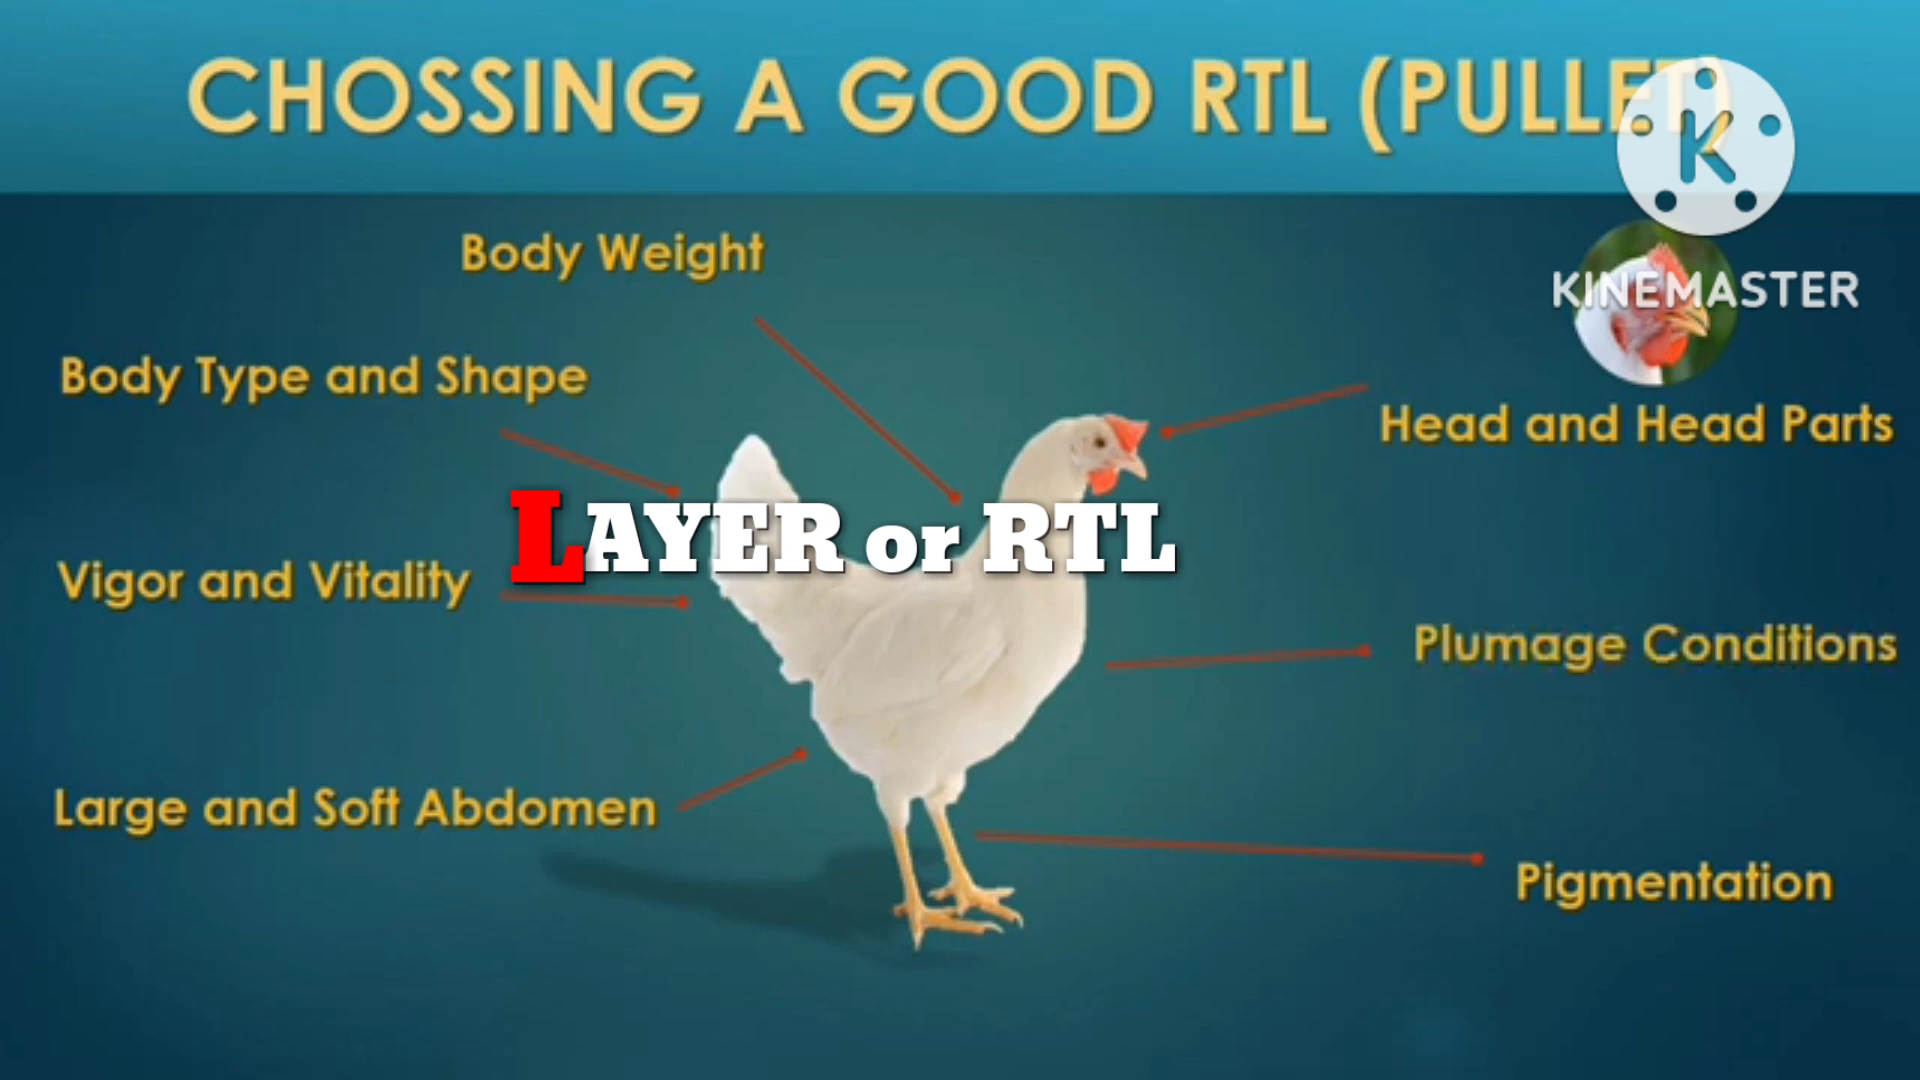 CHOSSING A GOOD RTL (PULLET)
K
KINEMASTER
Body Weight
Body Type and Shape
Head and Head Parts
LAYER or RTL
Vigor and Vitality
Plumage Conditions
Large and Soft Abdomen
Pigmentation